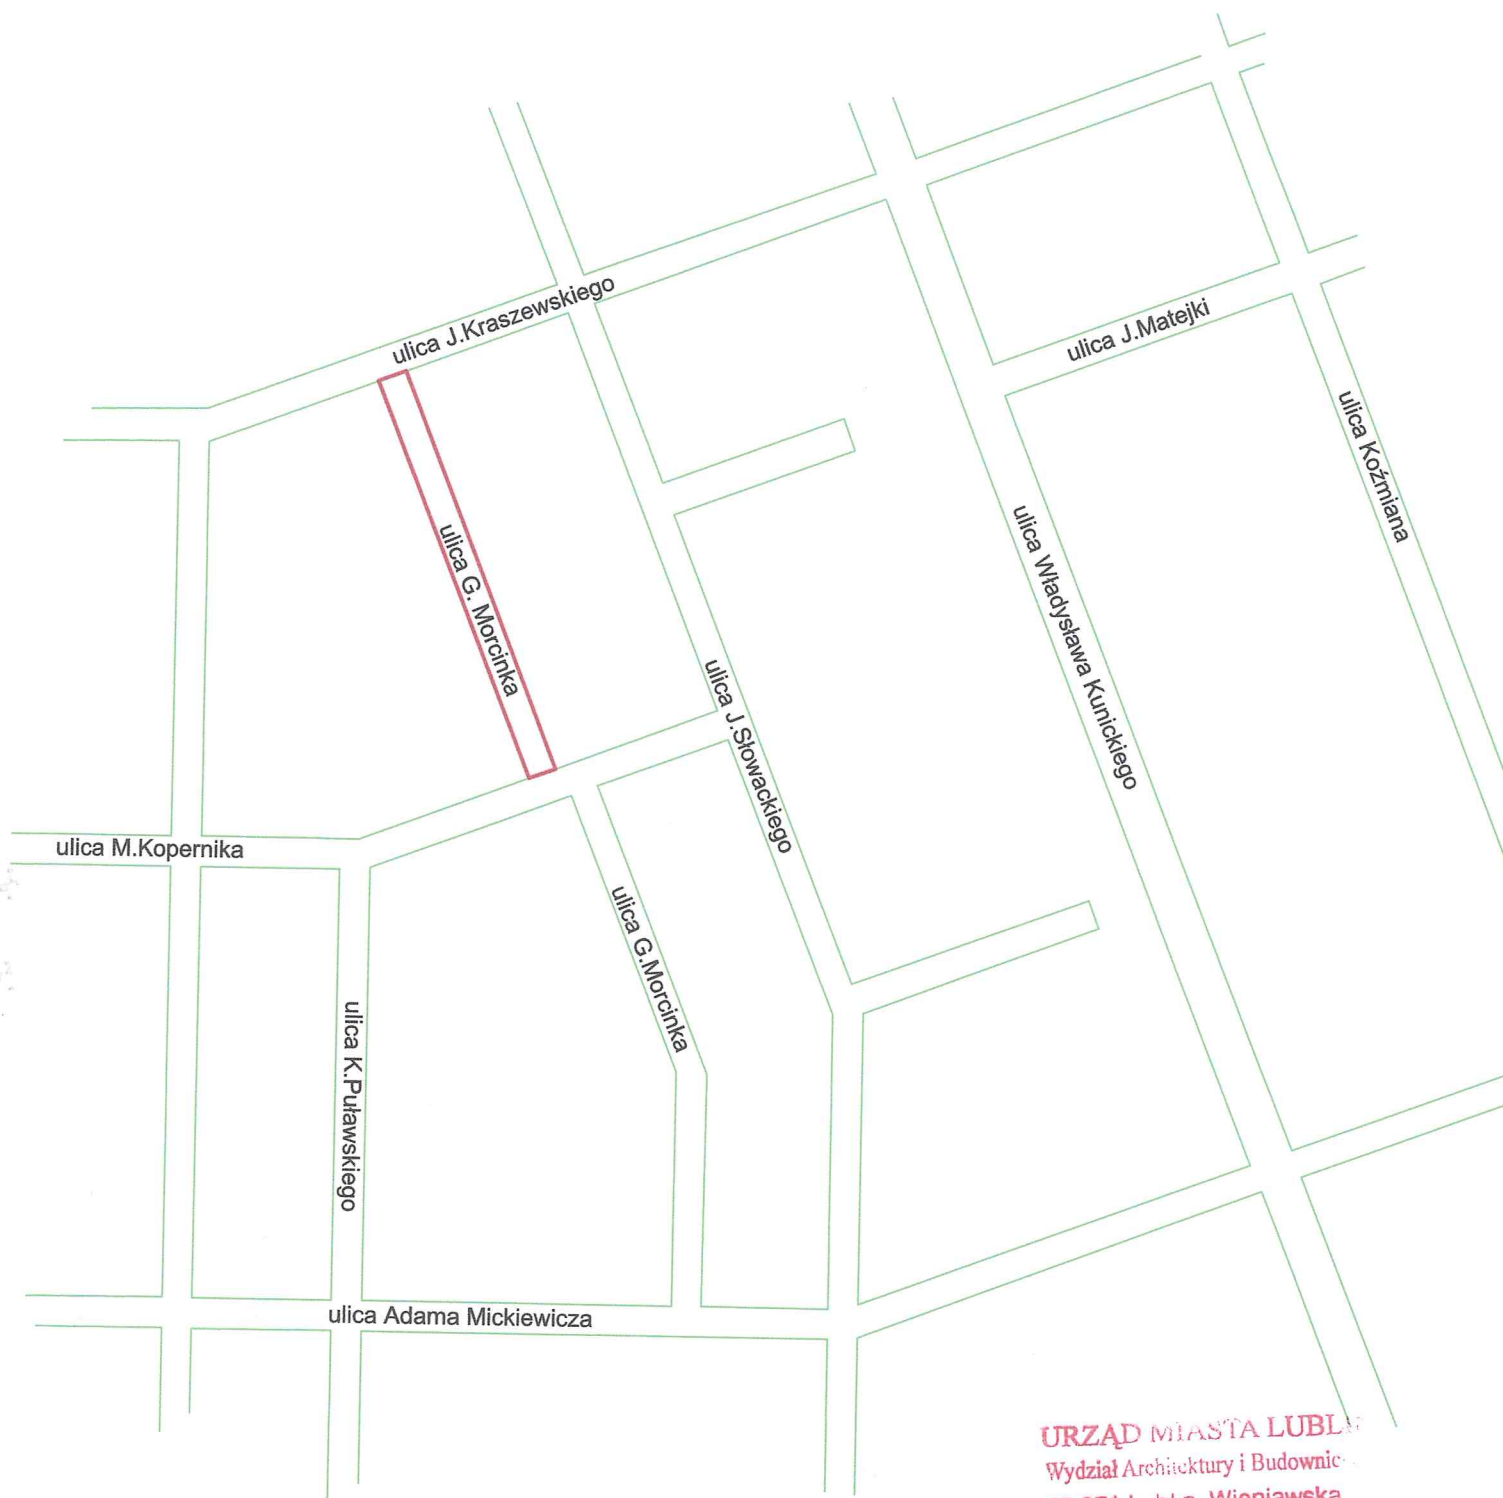 ulica J.Kraszewskiego
ulica J.Matejki
ulica Koźmiana
ulica G. Morcinka
ulica Władysława Kunickiego
ulica J.Słowackiego
ulica M.Kopernika
ulica G.Morcinka
ulica K.Puławskiego
ulica Adama Mickiewicza
URZĄD MIASTA
Wydział Architektury i
Wieniawska